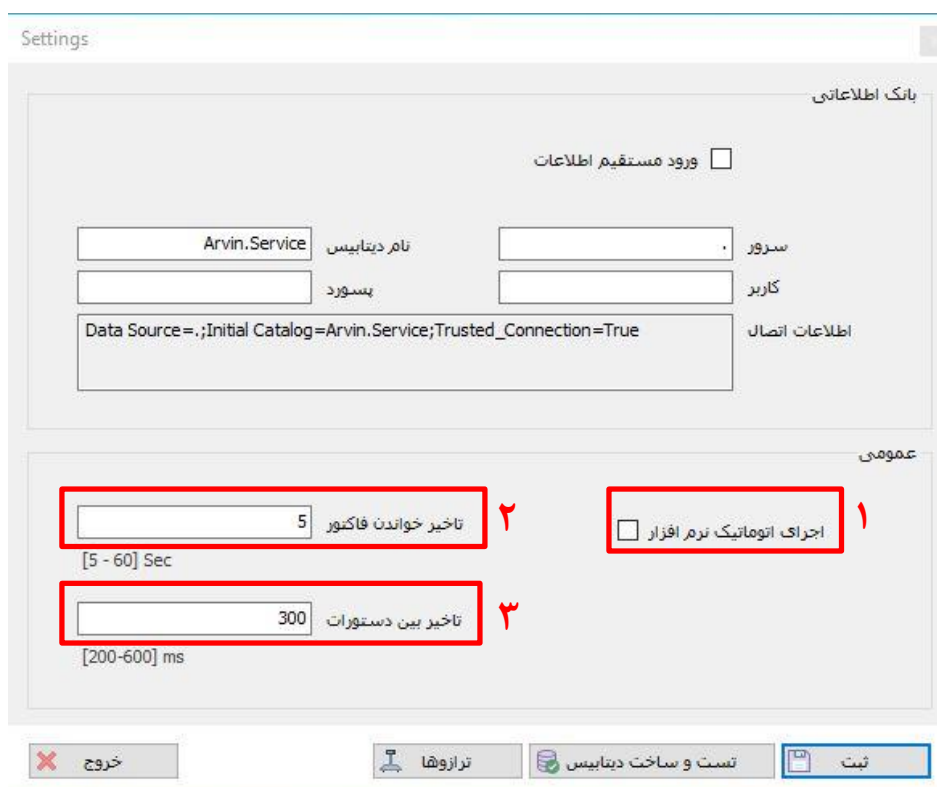 Settings
بانک اطلاعاتی
ورود مستقیم اطلاعات
سرور . نام دیتابیس Arvin.Service
کاربر پسورد
اطلاعات اتصال Data Source=.;Initial Catalog=Arvin.Service;Trusted_Connection=True
عمومی
۱ اجرای اتوماتیک نرم افزار ۲ تاخیر خواندن فاکتور 5
[5 - 60] Sec
۳ تاخیر بین دستورات 300
[200-600] ms
ثبت تست و ساخت دیتابیس ترازوها خروج